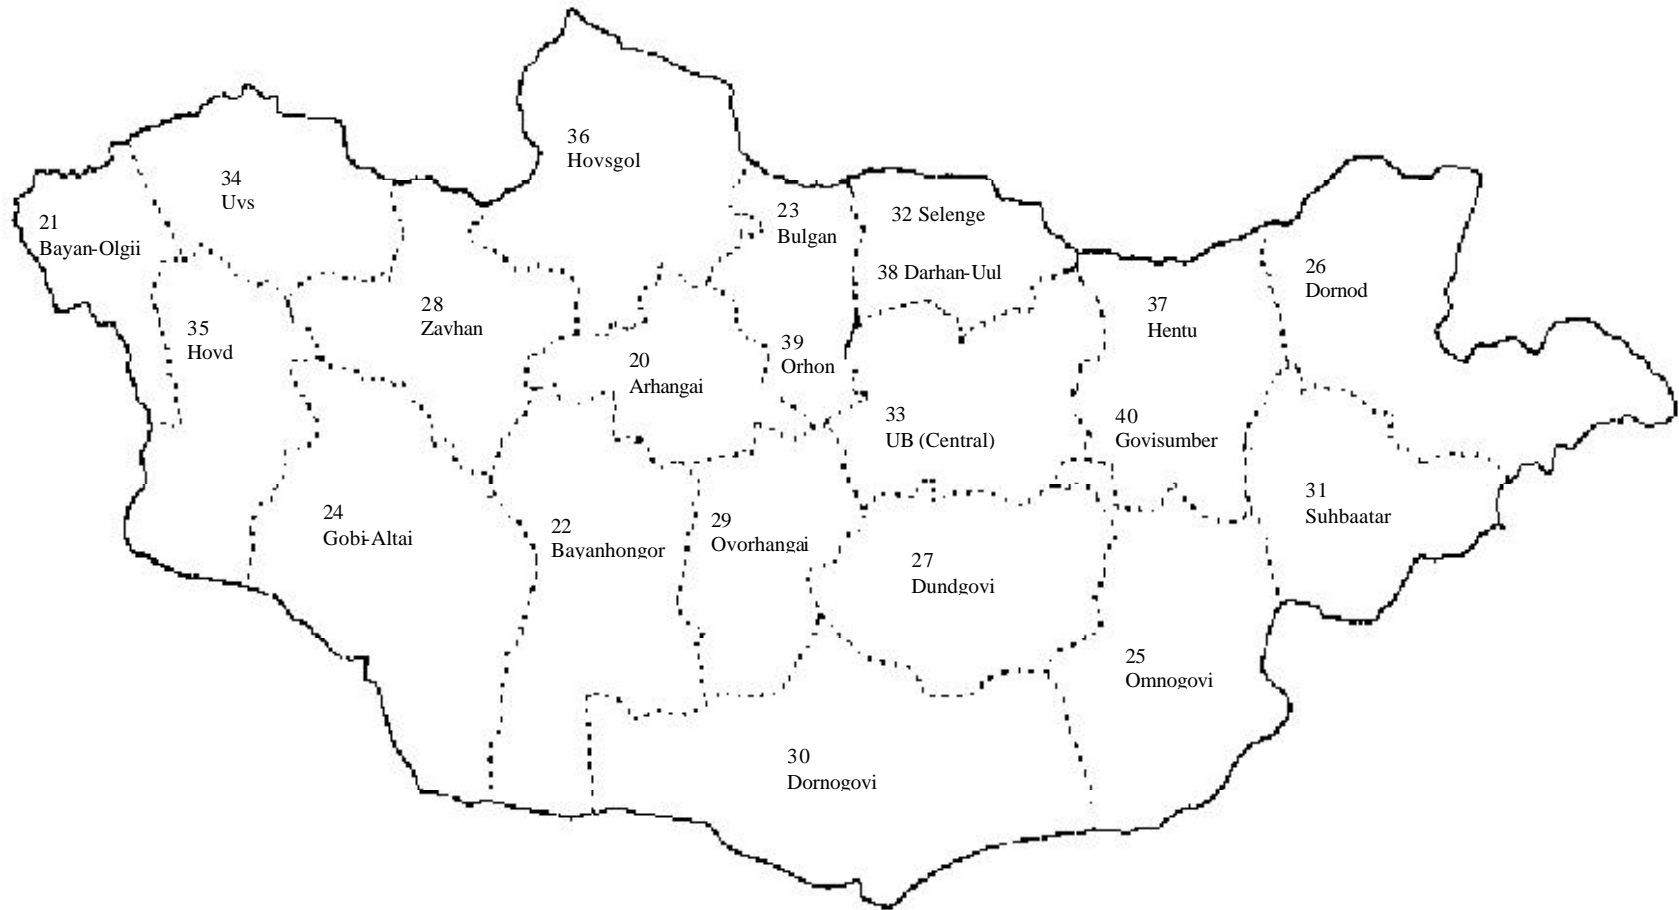 36
Hovsgol
34
Uvs
21
Bayan-Olgii
23
Bulgan
32 Selenge
38 Darhan-Uul
26
Dornod
37
Hentu
28
Zavhan
35
Hovd
20
Arhangai
39
Orhon
33
UB (Central)
40
Govisumber
31
Suhbaatar
24
Gobi-Altai
22
Bayanhongor
29
Ovorhangai
27
Dundgovi
25
Omnogovi
30
Dornogovi